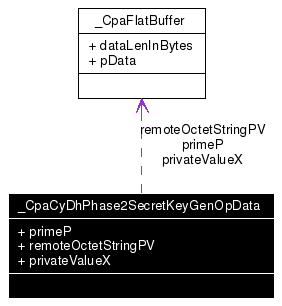 _CpaFlatBuffer
+ dataLenInBytes
+ pData
remoteOctetStringPV
primeP
privateValueX
_CpaCyDhPhase2SecretKeyGenOpData
+ primeP
+ remoteOctetStringPV
+ privateValueX